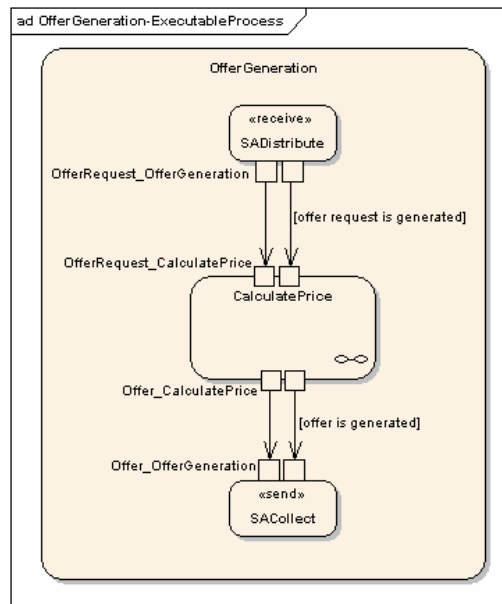 ad OfferGeneration-ExecutableProcess
OfferGeneration
«receive»
SADistribute
OfferRequest_OfferGeneration
[offer request is generated]
OfferRequest_CalculatePrice
CalculatePrice
Offer_CalculatePrice
[offer is generated]
Offer_OfferGeneration
«send»
SACollect